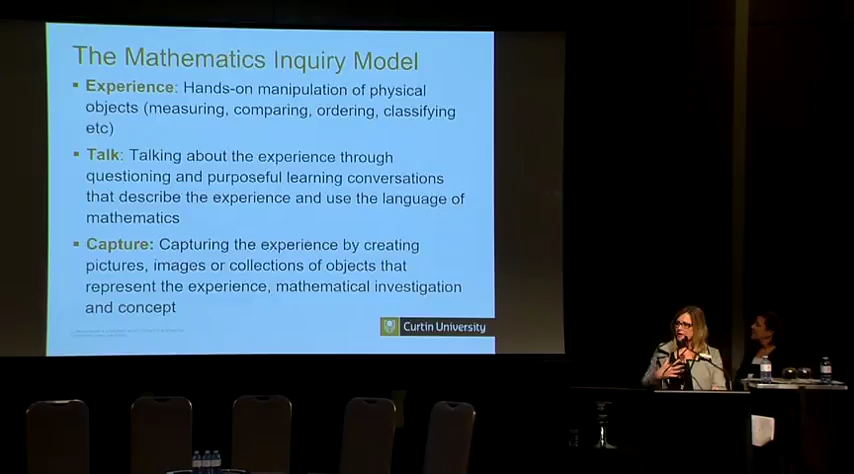 The Mathematics Inquiry Model
▪ Experience: Hands-on manipulation of physical
objects (measuring, comparing, ordering, classifying
etc)
▪ Talk: Talking about the experience through
questioning and purposeful learning conversations
that describe the experience and use the language of
mathematics
▪ Capture: Capturing the experience by creating
pictures, images or collections of objects that
represent the experience, mathematical investigation
and concept
Curtin University